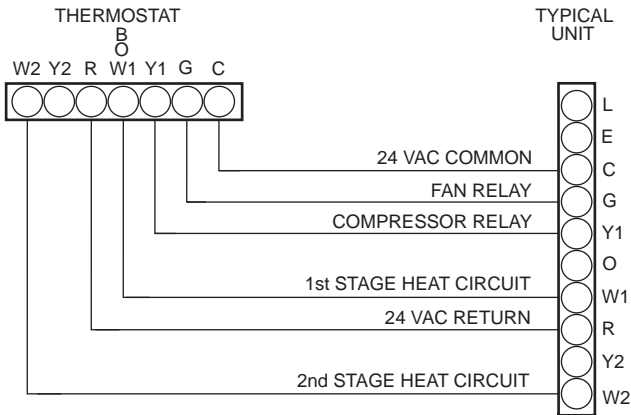 THERMOSTAT
B
O
W2 Y2 R W1 Y1 G C
TYPICAL
UNIT
L
E
24 VAC COMMON C
FAN RELAY G
COMPRESSOR RELAY Y1
O
1st STAGE HEAT CIRCUIT W1
24 VAC RETURN R
Y2
2nd STAGE HEAT CIRCUIT W2